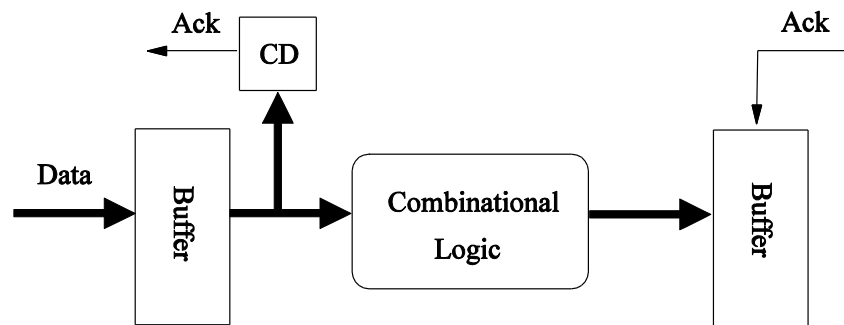 Ack
CD
Ack
Data
Buffer
Combinational
Logic
Buffer